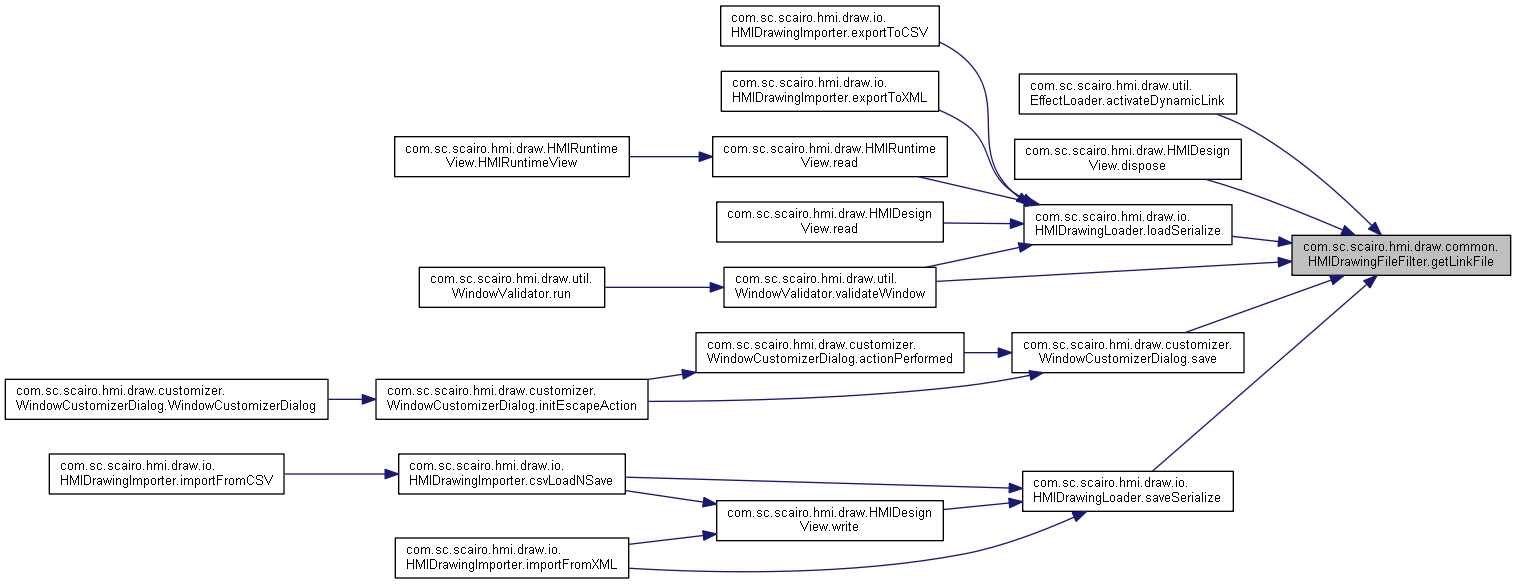 com.sc.scairo.hmi.draw.io.
HMIDrawingImporter.exportToCSV
com.sc.scairo.hmi.draw.io.
HMIDrawingImporter.exportToXML
com.sc.scairo.hmi.draw.util.
EffectLoader.activateDynamicLink
com.sc.scairo.hmi.draw.HMIRuntime
View.HMIRuntimeView
com.sc.scairo.hmi.draw.HMIRuntime
View.read
com.sc.scairo.hmi.draw.HMIDesign
View.dispose
com.sc.scairo.hmi.draw.HMIDesign
View.read
com.sc.scairo.hmi.draw.io.
HMIDrawingLoader.loadSerialize
com.sc.scairo.hmi.draw.common.
HMIDrawingFileFilter.getLinkFile
com.sc.scairo.hmi.draw.util.
WindowValidator.run
com.sc.scairo.hmi.draw.util.
WindowValidator.validateWindow
com.sc.scairo.hmi.draw.customizer.
WindowCustomizerDialog.actionPerformed
com.sc.scairo.hmi.draw.customizer.
WindowCustomizerDialog.save
com.sc.scairo.hmi.draw.customizer.
WindowCustomizerDialog.WindowCustomizerDialog
com.sc.scairo.hmi.draw.customizer.
WindowCustomizerDialog.initEscapeAction
com.sc.scairo.hmi.draw.io.
HMIDrawingImporter.importFromCSV
com.sc.scairo.hmi.draw.io.
HMIDrawingImporter.csvLoadNSave
com.sc.scairo.hmi.draw.io.
HMIDrawingLoader.saveSerialize
com.sc.scairo.hmi.draw.HMIDesign
View.write
com.sc.scairo.hmi.draw.io.
HMIDrawingImporter.importFromXML